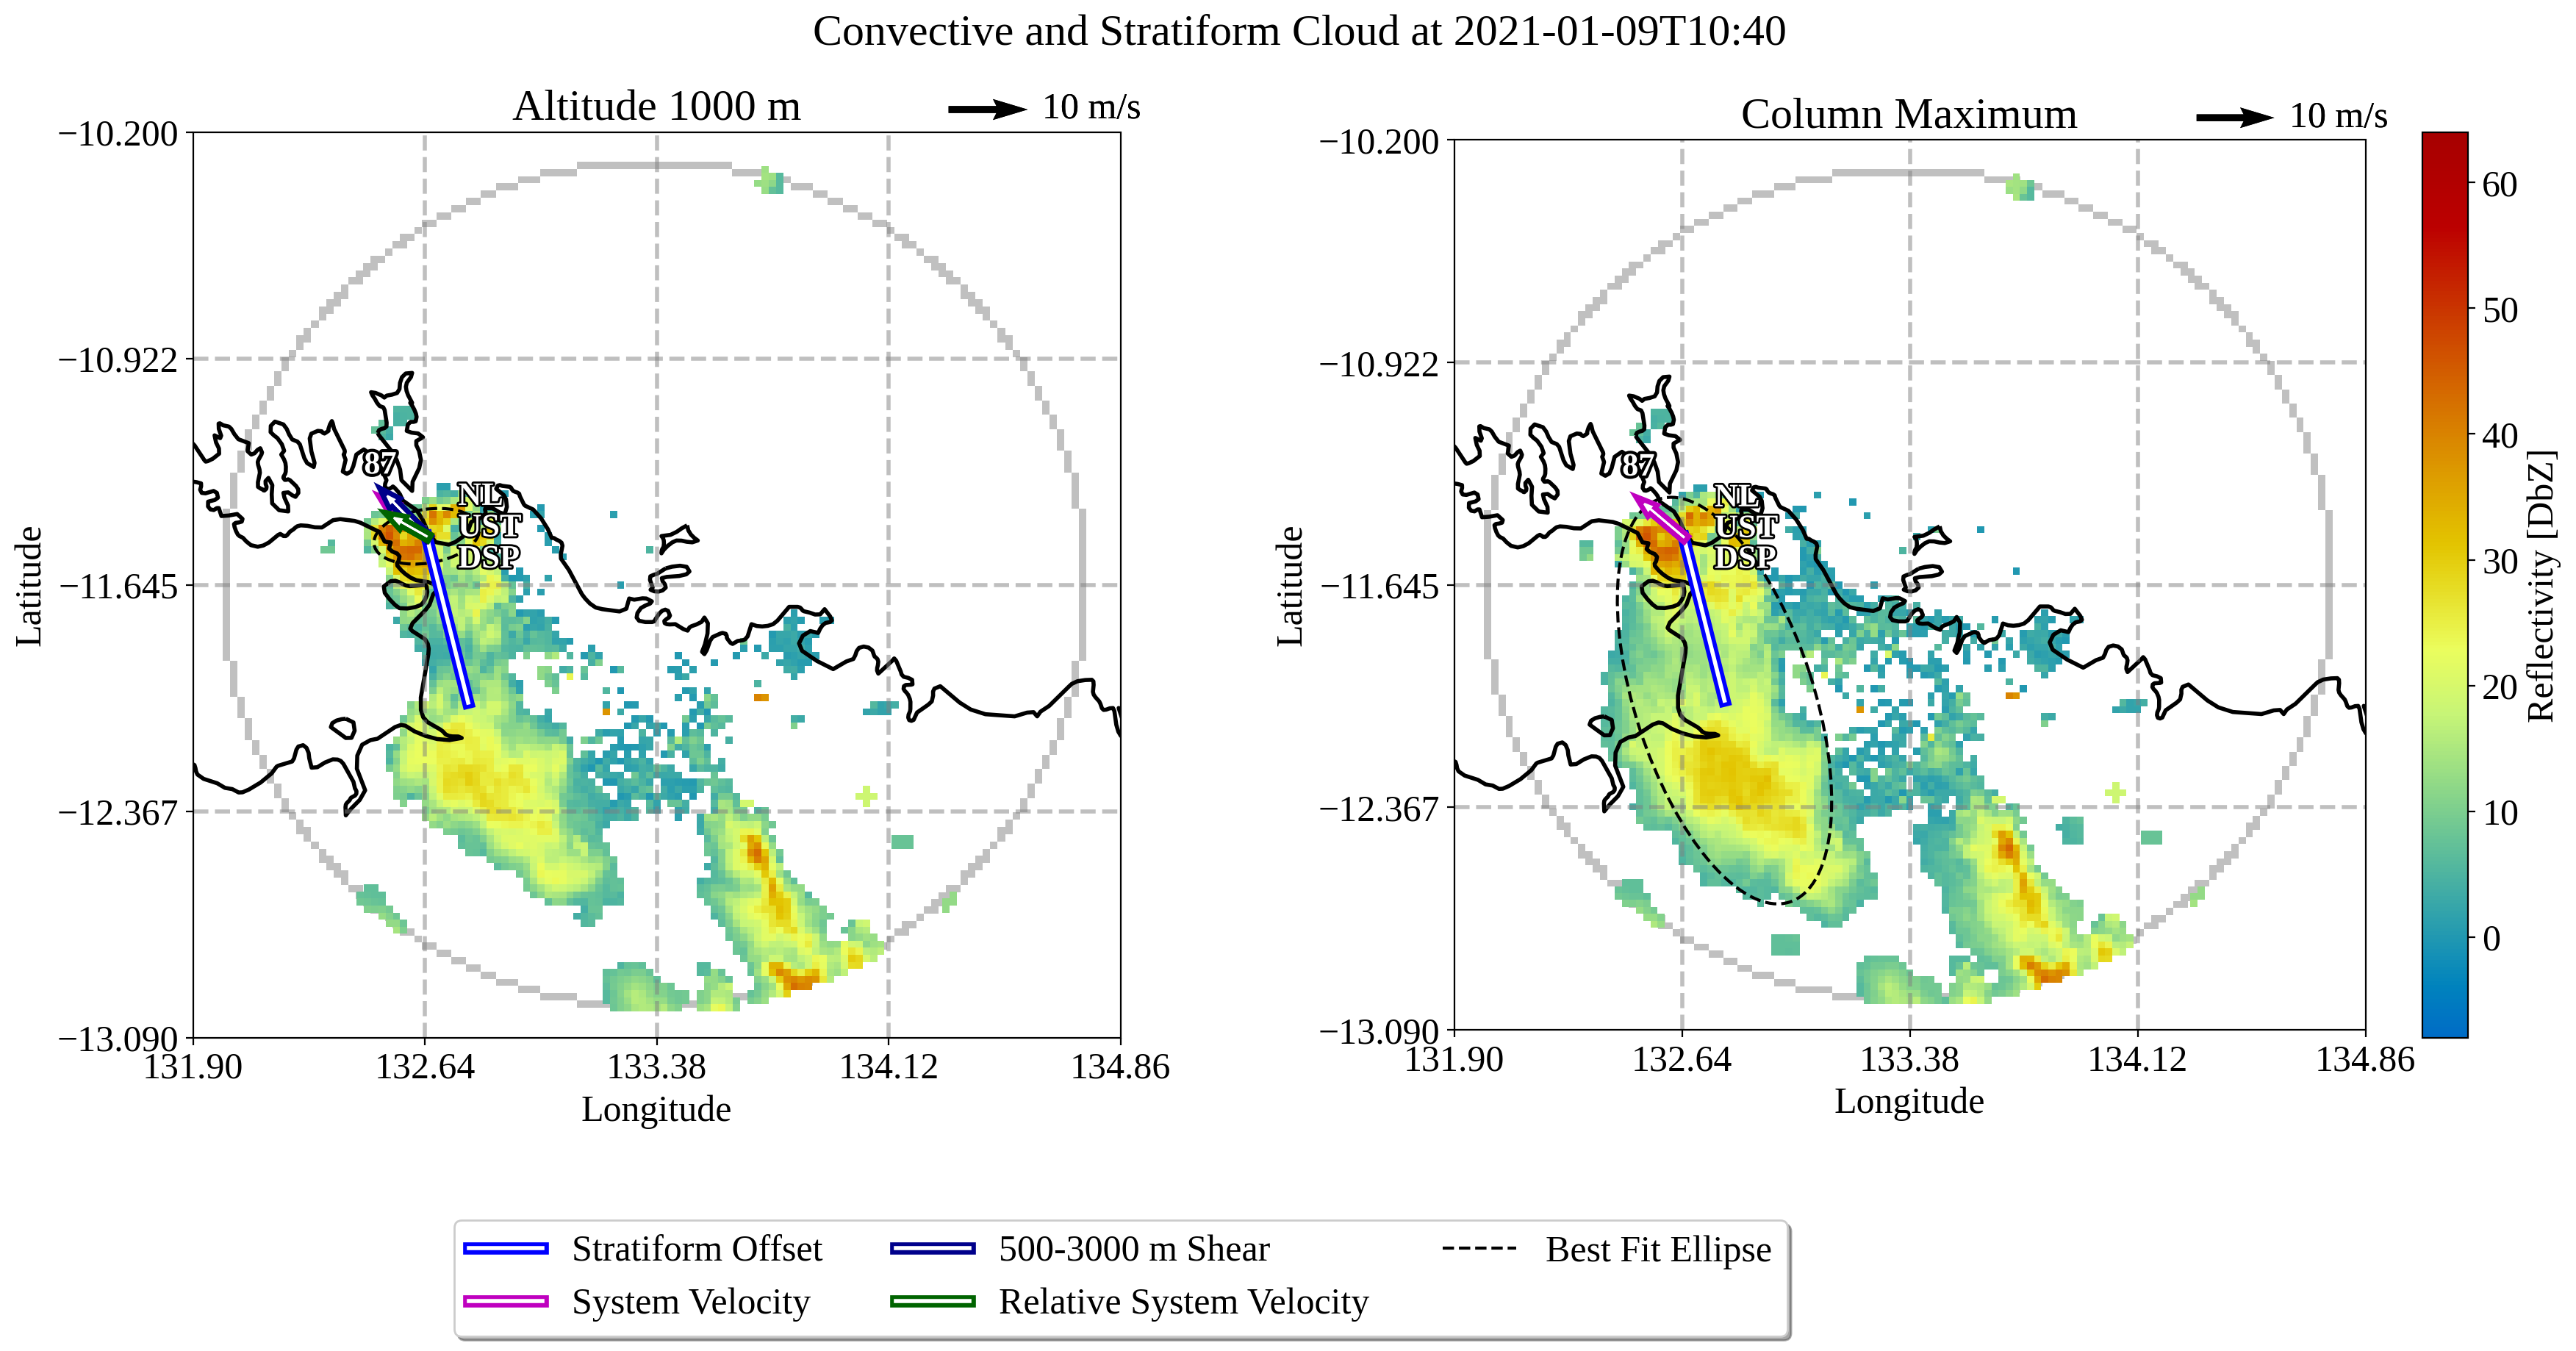 Convective and Stratiform Cloud at 2021-01-09T10:40
Altitude 1000 m
10 m/s
−10.200
−10.922
−11.645
−12.367
−13.090
131.90
132.64
133.38
134.12
134.86
Latitude
Longitude
87
NL
UST
DSP
Column Maximum
10 m/s
−10.200
−10.922
−11.645
−12.367
−13.090
131.90
132.64
133.38
134.12
134.86
Latitude
Longitude
87
NL
UST
DSP
60
50
40
30
20
10
0
Reflectivity [DbZ]
Stratiform Offset
System Velocity
500-3000 m Shear
Relative System Velocity
Best Fit Ellipse